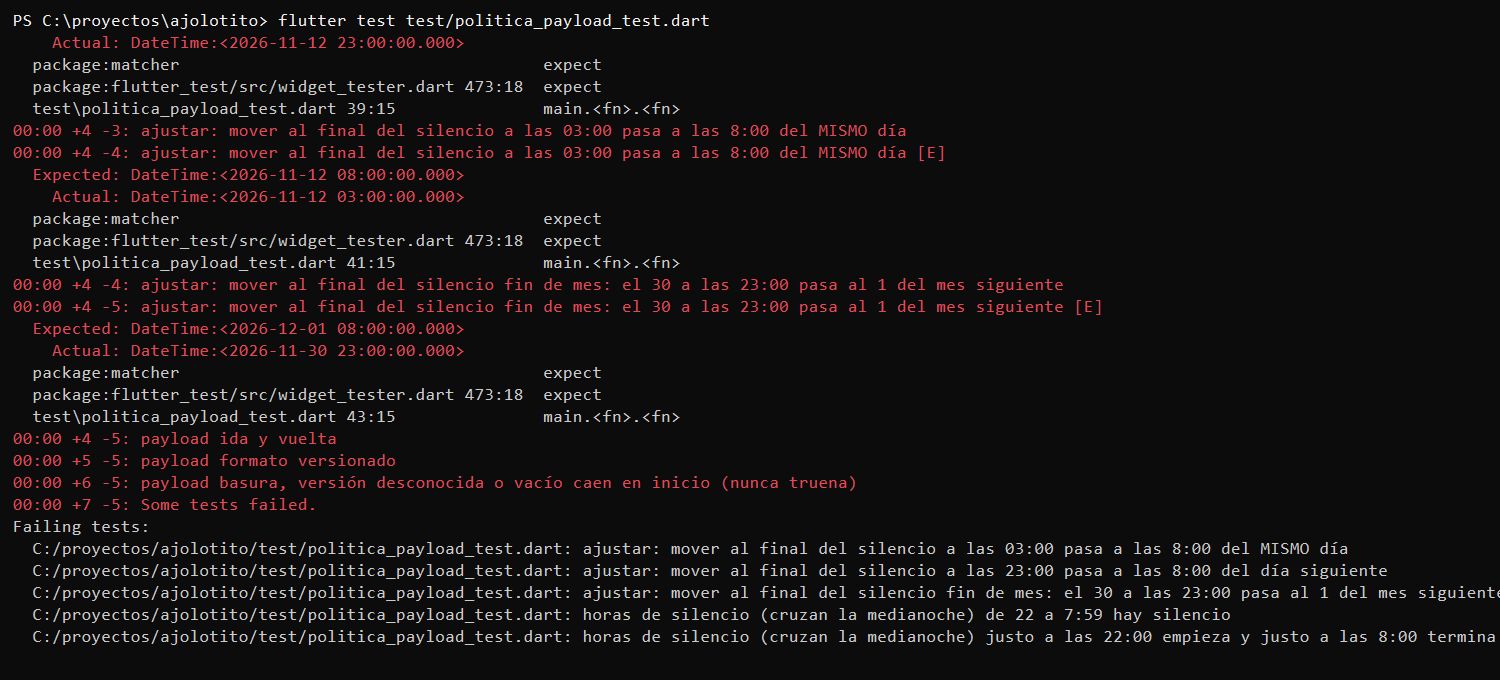 PS C:\proyectos\ajolotito> flutter test test/politica_payload_test.dart
Actual: DateTime:<2026-11-12 23:00:00.000>
package:matcher expect
package:flutter_test/src/widget_tester.dart 473:18 expect
test\politica_payload_test.dart 39:15 main.<fn>.<fn>
00:00 +4 -3: ajustar: mover al final del silencio a las 03:00 pasa a las 8:00 del MISMO día
00:00 +4 -4: ajustar: mover al final del silencio a las 03:00 pasa a las 8:00 del MISMO día [E]
Expected: DateTime:<2026-11-12 08:00:00.000>
Actual: DateTime:<2026-11-12 03:00:00.000>
package:matcher expect
package:flutter_test/src/widget_tester.dart 473:18 expect
test\politica_payload_test.dart 41:15 main.<fn>.<fn>
00:00 +4 -4: ajustar: mover al final del silencio fin de mes: el 30 a las 23:00 pasa al 1 del mes siguiente
00:00 +4 -5: ajustar: mover al final del silencio fin de mes: el 30 a las 23:00 pasa al 1 del mes siguiente [E]
Expected: DateTime:<2026-12-01 08:00:00.000>
Actual: DateTime:<2026-11-30 23:00:00.000>
package:matcher expect
package:flutter_test/src/widget_tester.dart 473:18 expect
test\politica_payload_test.dart 43:15 main.<fn>.<fn>
00:00 +4 -5: payload ida y vuelta
00:00 +5 -5: payload formato versionado
00:00 +6 -5: payload basura, versión desconocida o vacío caen en inicio (nunca truena)
00:00 +7 -5: Some tests failed.
Failing tests:
C:/proyectos/ajolotito/test/politica_payload_test.dart: ajustar: mover al final del silencio a las 03:00 pasa a las 8:00 del MISMO día
C:/proyectos/ajolotito/test/politica_payload_test.dart: ajustar: mover al final del silencio a las 23:00 pasa a las 8:00 del día siguiente
C:/proyectos/ajolotito/test/politica_payload_test.dart: ajustar: mover al final del silencio fin de mes: el 30 a las 23:00 pasa al 1 del mes siguiente
C:/proyectos/ajolotito/test/politica_payload_test.dart: horas de silencio (cruzan la medianoche) de 22 a 7:59 hay silencio
C:/proyectos/ajolotito/test/politica_payload_test.dart: horas de silencio (cruzan la medianoche) justo a las 22:00 empieza y justo a las 8:00 termina